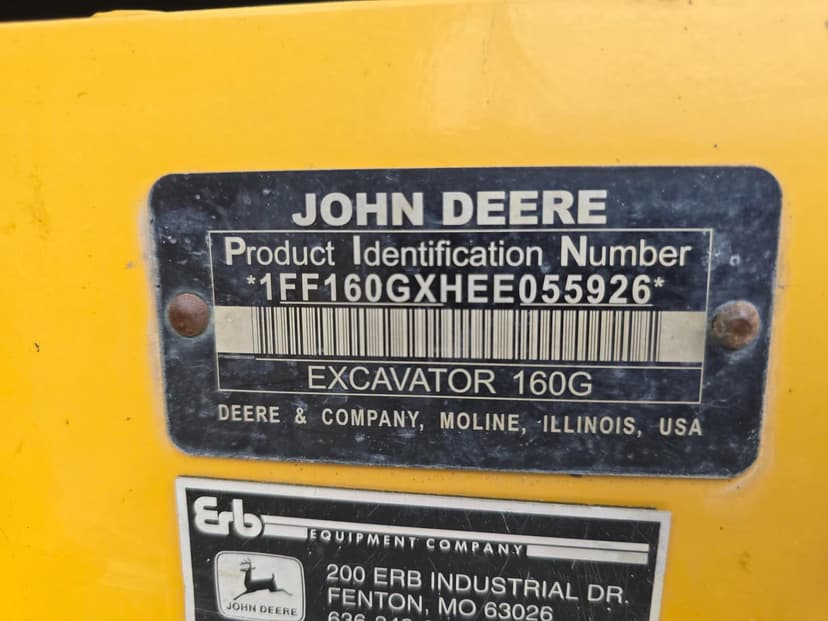 JOHN DEERE
Product Identification Number
*1FF160GXHEE055926*
EXCAVATOR 160G
DEERE & COMPANY, MOLINE, ILLINOIS, USA
Erb
EQUIPMENT COMPANY
200 ERB INDUSTRIAL DR.
FENTON, MO 63026
JOHN DEERE